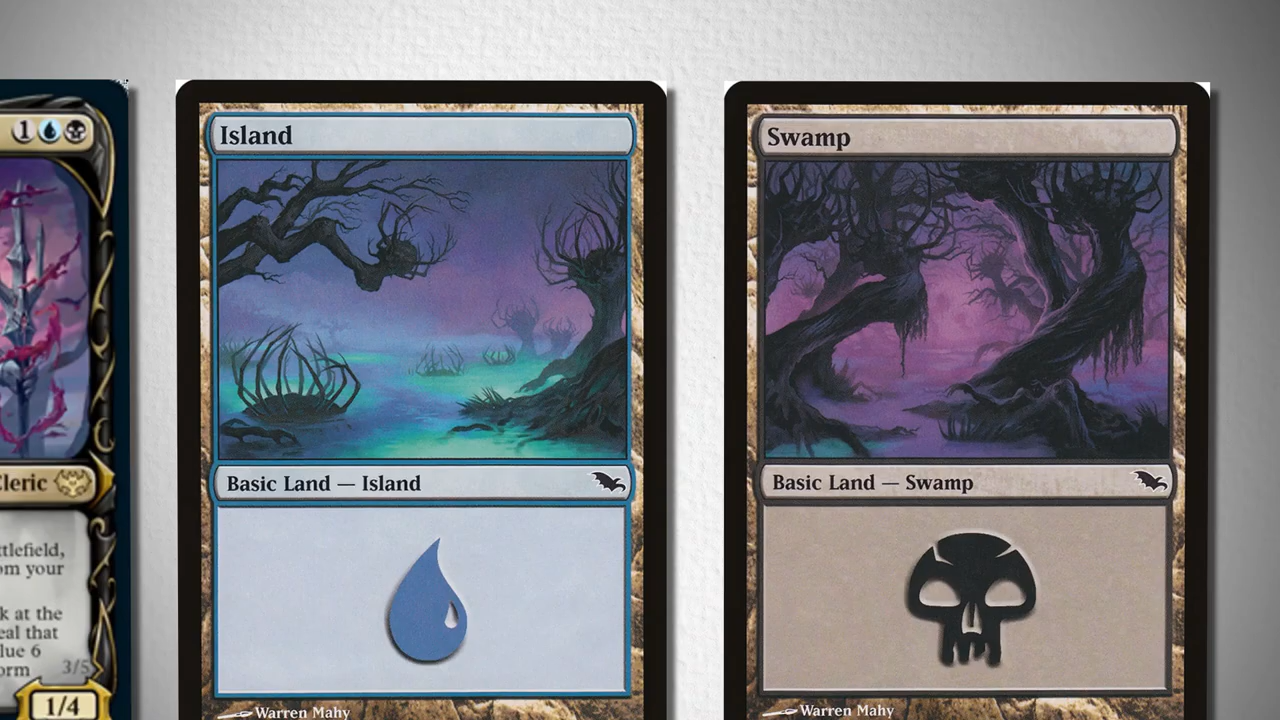 1
Cleric
ttlefield,
om your
k at the
eal that
lue 6
orm
3/5
1/4
Island
Basic Land — Island
Warren Mahy
Swamp
Basic Land — Swamp
Warren Mahy